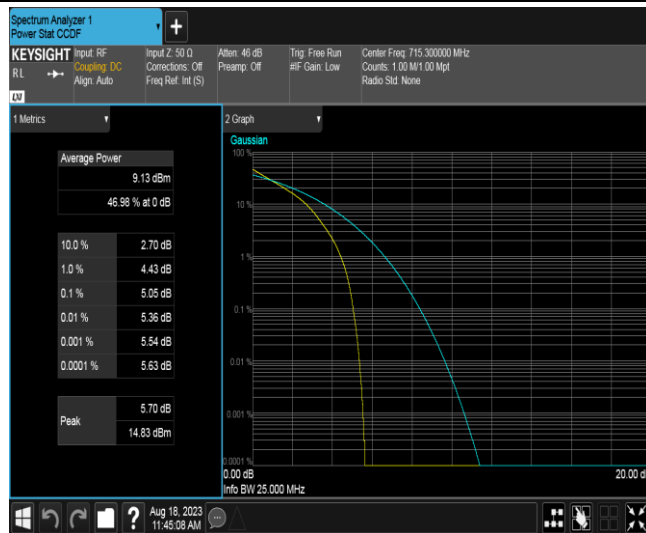 Spectrum Analyzer 1
Power Stat CCDF
+
KEYSIGHT
RL
Input: RF
Coupling: DC
Align: Auto
Input Z: 50 Ω
Corrections: Off
Freq Ref: Int (S)
Atten: 46 dB
Preamp: Off
Trig: Free Run
#IF Gain: Low
Center Freq: 715.300000 MHz
Counts: 1.00 M/1.00 Mpt
Radio Std: None
1 Metrics
Average Power
9.13 dBm
46.98 % at 0 dB
10.0 % 2.70 dB
1.0 % 4.43 dB
0.1 % 5.05 dB
0.01 % 5.36 dB
0.001 % 5.54 dB
0.0001 % 5.63 dB
Peak
5.70 dB
14.83 dBm
2 Graph
Gaussian
100 %
10 %
1 %
0.1 %
0.01 %
0.001 %
0.0001 %
0.00 dB
20.00 d
Info BW 25.000 MHz
?
Aug 18, 2023
11:45:08 AM